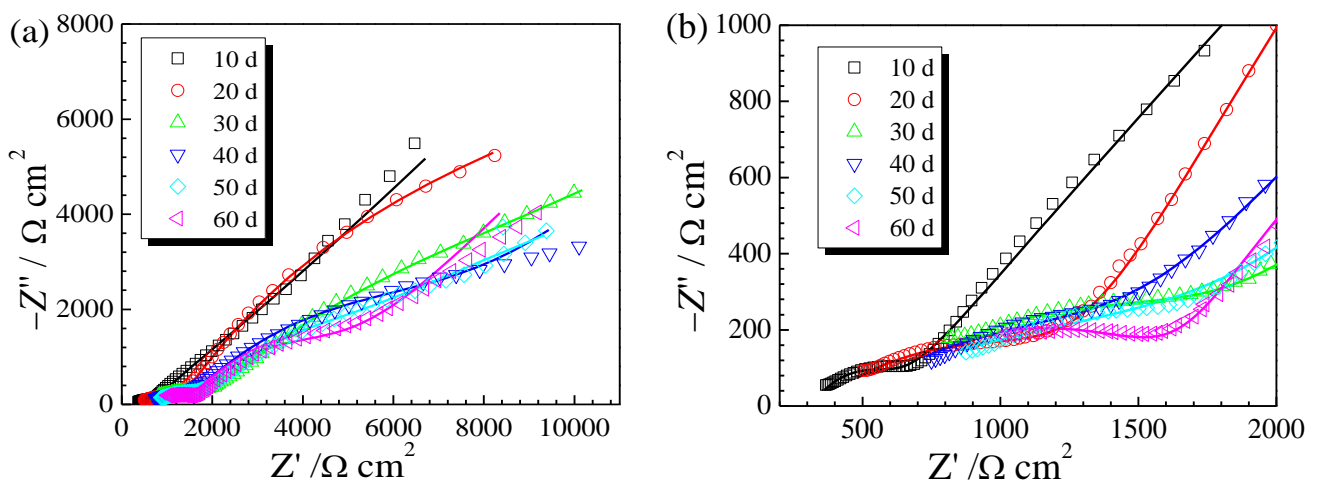 (a)
8000
6000
4000
2000
0
−Z'' / Ω cm²
10 d
20 d
30 d
40 d
50 d
60 d
0 2000 4000 6000 8000 10000
Z' /Ω cm²
(b)
1000
800
600
400
200
0
−Z'' / Ω cm²
10 d
20 d
30 d
40 d
50 d
60 d
500 1000 1500 2000
Z' /Ω cm²